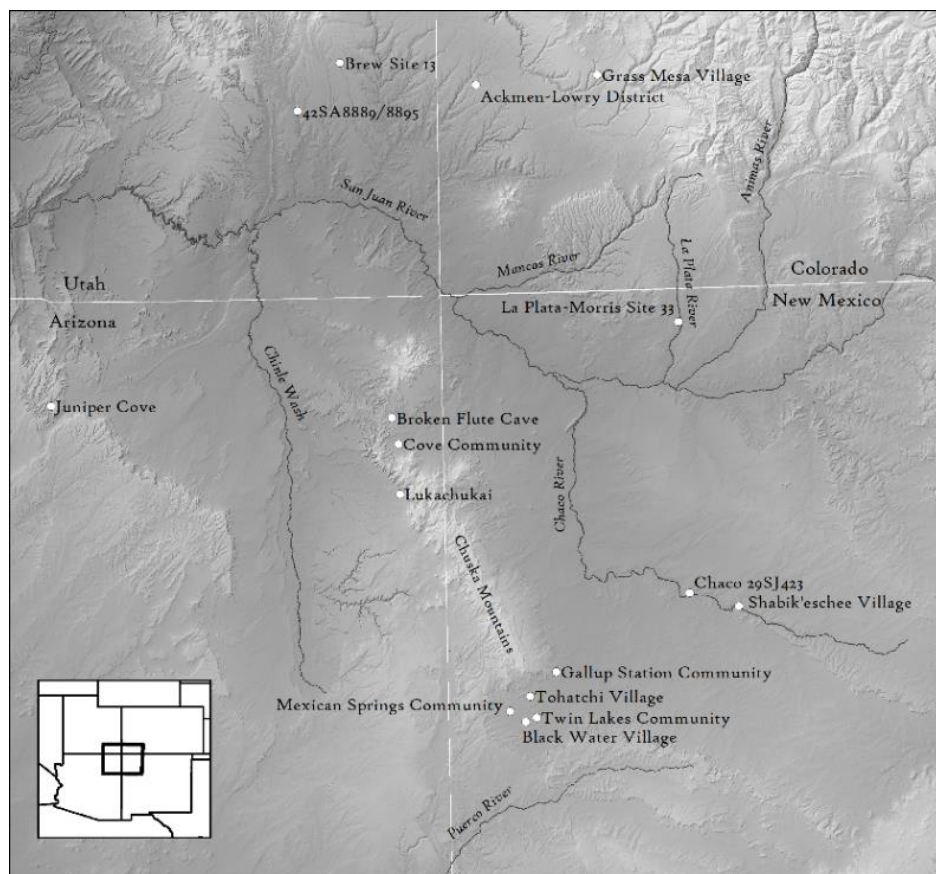 Brew Site 13
Grass Mesa Village
Ackmen-Lowry District
42SA8889/8895
Animas River
San Juan River
Mancos River
La Plata River
Utah
Colorado
Arizona
New Mexico
La Plata-Morris Site 33
Chinle Wash
Juniper Cove
Broken Flute Cave
Cove Community
Lukachukai
Chaco River
Chuska Mountains
Chaco 29SJ423
Shabik'eschee Village
Gallup Station Community
Tohatchi Village
Mexican Springs Community
Twin Lakes Community
Black Water Village
Puerco River